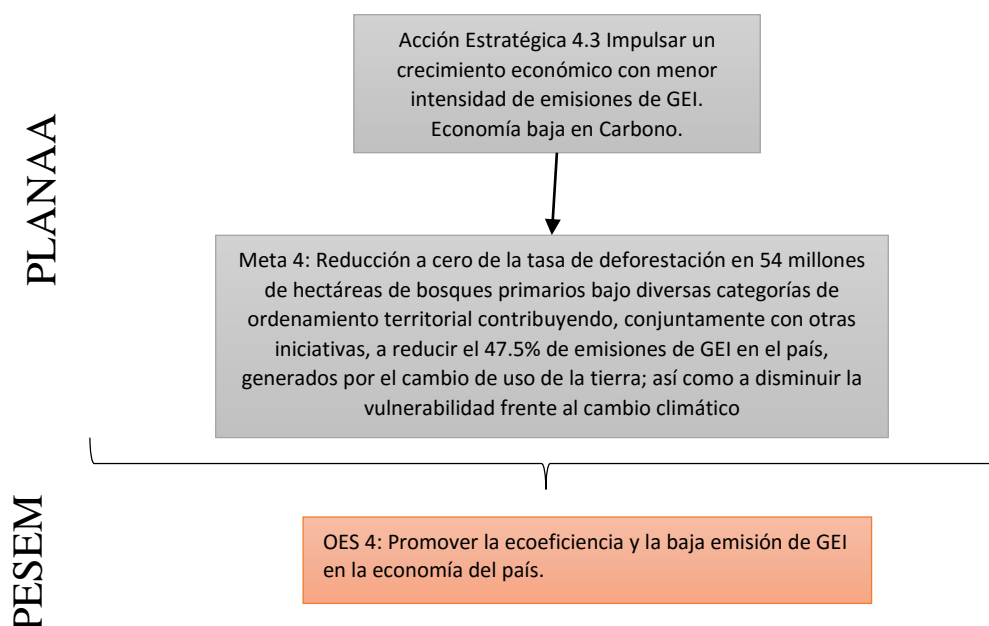 PLANAA
Acción Estratégica 4.3 Impulsar un
crecimiento económico con menor
intensidad de emisiones de GEI.
Economía baja en Carbono.
Meta 4: Reducción a cero de la tasa de deforestación en 54 millones
de hectáreas de bosques primarios bajo diversas categorías de
ordenamiento territorial contribuyendo, conjuntamente con otras
iniciativas, a reducir el 47.5% de emisiones de GEI en el país,
generados por el cambio de uso de la tierra; así como a disminuir la
vulnerabilidad frente al cambio climático
PESEM
OES 4: Promover la ecoeficiencia y la baja emisión de GEI
en la economía del país.